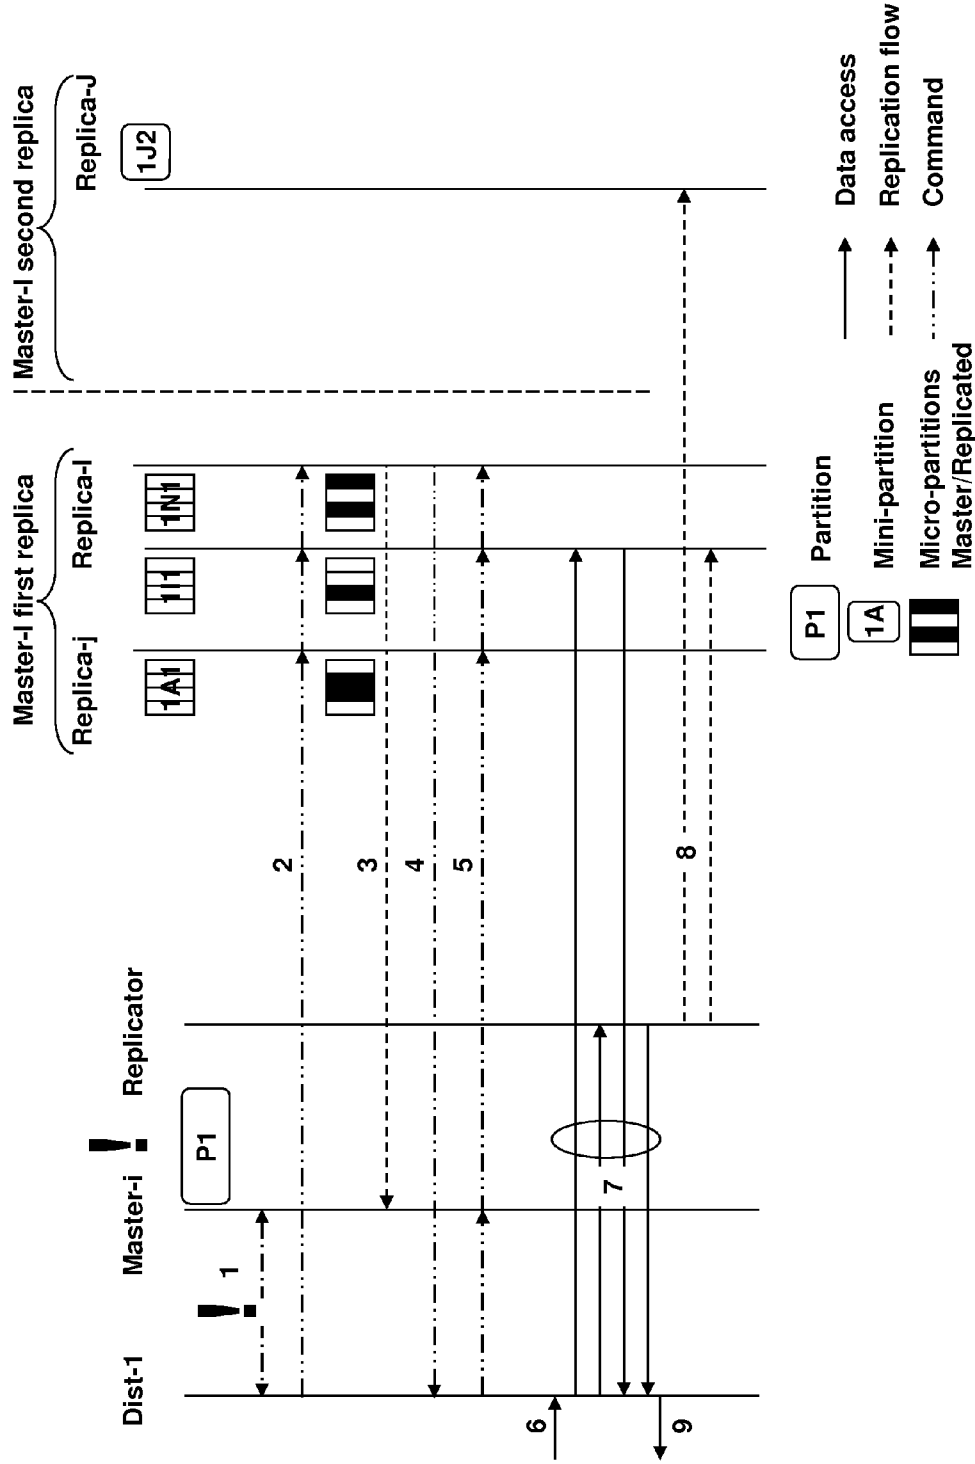 Master-I first replica
Master-I second replica
Dist-1
Master-i
!
Replicator
Replica-j
Replica-I
Replica-J
P1
1A1
1I1
1N1
1J2
!
1
2
3
4
5
6
7
8
9
P1
Partition
1A
Mini-partition
Micro-partitions
Master/Replicated
Data access
Replication flow
Command